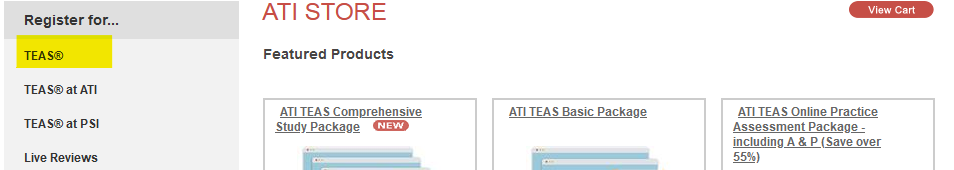 Register for...
TEAS®
TEAS® at ATI
TEAS® at PSI
Live Reviews
ATI STORE
View Cart
Featured Products
ATI TEAS Comprehensive
Study Package NEW
ATI TEAS Basic Package
ATI TEAS Online Practice
Assessment Package -
including A & P (Save over
55%)